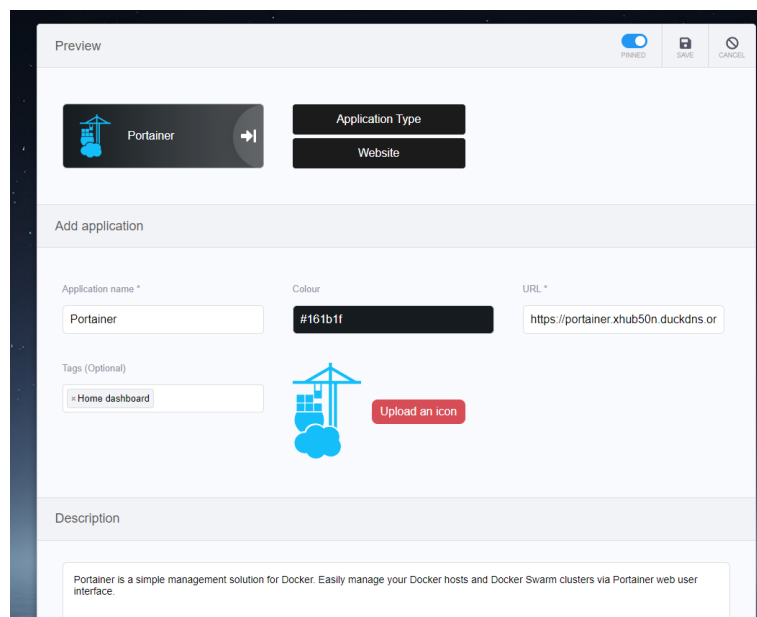 Preview
PINNED
SAVE
CANCEL
Portainer
Application Type
Website
Add application
Application name *
Colour
URL *
Portainer
#161b1f
https://portainer.xhub50n.duckdns.or
Tags (Optional)
×Home dashboard
Upload an icon
Description
Portainer is a simple management solution for Docker. Easily manage your Docker hosts and Docker Swarm clusters via Portainer web user
interface.